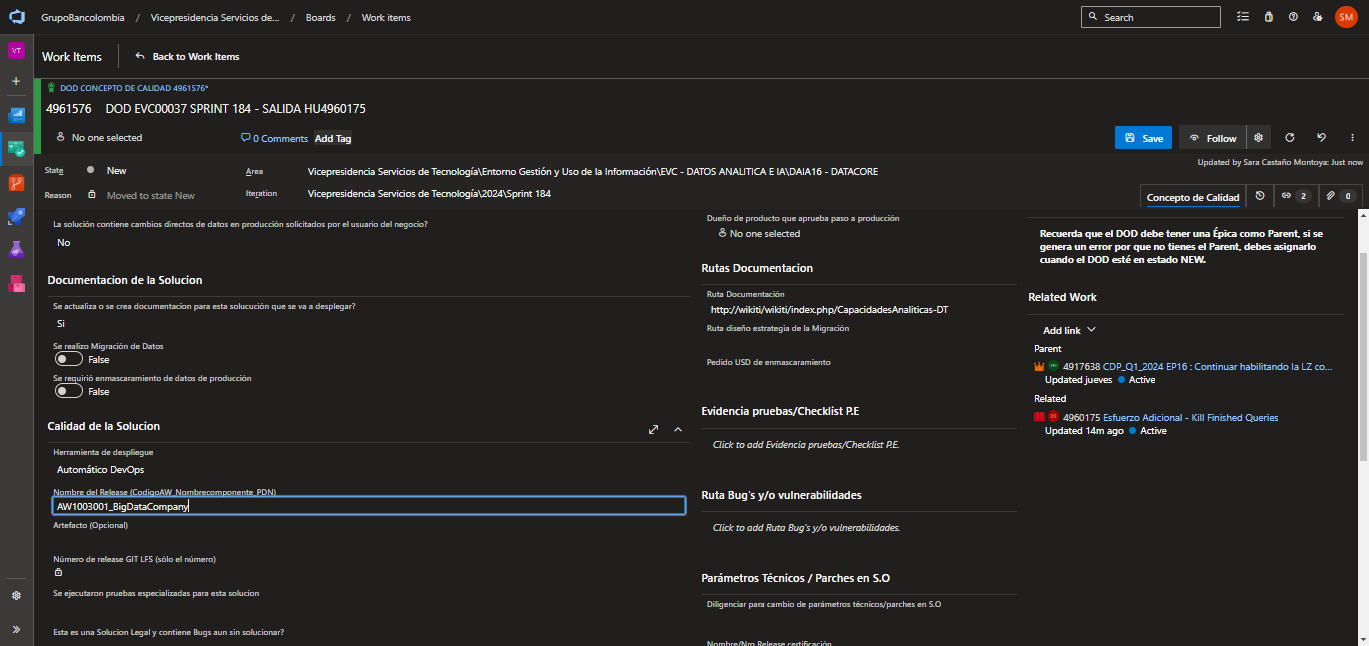 GrupoBancolombia / Vicepresidencia Servicios de... / Boards / Work items
Search
SM
VT
Work Items
Back to Work Items
DOD CONCEPTO DE CALIDAD 4961576*
4961576 DOD EVC00037 SPRINT 184 - SALIDA HU4960175
No one selected
0 Comments
Add Tag
Save
Follow
Updated by Sara Castaño Montoya: Just now
State
New
Area
Vicepresidencia Servicios de Tecnología\Entorno Gestión y Uso de la Información\EVC - DATOS ANALITICA E IA\DAIA16 - DATACORE
Reason
Moved to state New
Iteration
Vicepresidencia Servicios de Tecnología\2024\Sprint 184
Concepto de Calidad
2
0
La solución contiene cambios directos de datos en producción solicitados por el usuario del negocio?
No
Documentacion de la Solucion
Se actualiza o se crea documentacion para esta solucución que se va a desplegar?
Si
Se realizo Migración de Datos
False
Se requirió enmascaramiento de datos de producción
False
Calidad de la Solucion
Herramienta de despliegue
Automático DevOps
Nombre del Release (CodigoAW_Nombrecomponente_PDN)
AW1003001_BigDataCompany
Artefacto (Opcional)
Número de release GIT LFS (sólo el número)
Se ejecutaron pruebas especializadas para esta solucion
Esta es una Solucion Legal y contiene Bugs aun sin solucionar?
Dueño de producto que aprueba paso a producción
No one selected
Rutas Documentacion
Ruta Documentación
http://wikiti/wikiti/index.php/CapacidadesAnaliticas-DT
Ruta diseño estrategia de la Migración
Pedido USD de enmascaramiento
Evidencia pruebas/Checklist P.E
Click to add Evidencia pruebas/Checklist P.E.
Ruta Bug's y/o vulnerabilidades
Click to add Ruta Bug's y/o vulnerabilidades.
Parámetros Técnicos / Parches en S.O
Diligenciar para cambio de parámetros técnicos/parches en S.O
Nombre/Nro Release certificación
Recuerda que el DOD debe tener una Épica como Parent, si se
genera un error por que no tienes el Parent, debes asignarlo
cuando el DOD esté en estado NEW.
Related Work
Add link
Parent
4917638 CDP_Q1_2024 EP16 : Continuar habilitando la LZ co...
Updated jueves Active
Related
4960175 Esfuerzo Adicional - Kill Finished Queries
Updated 14m ago Active